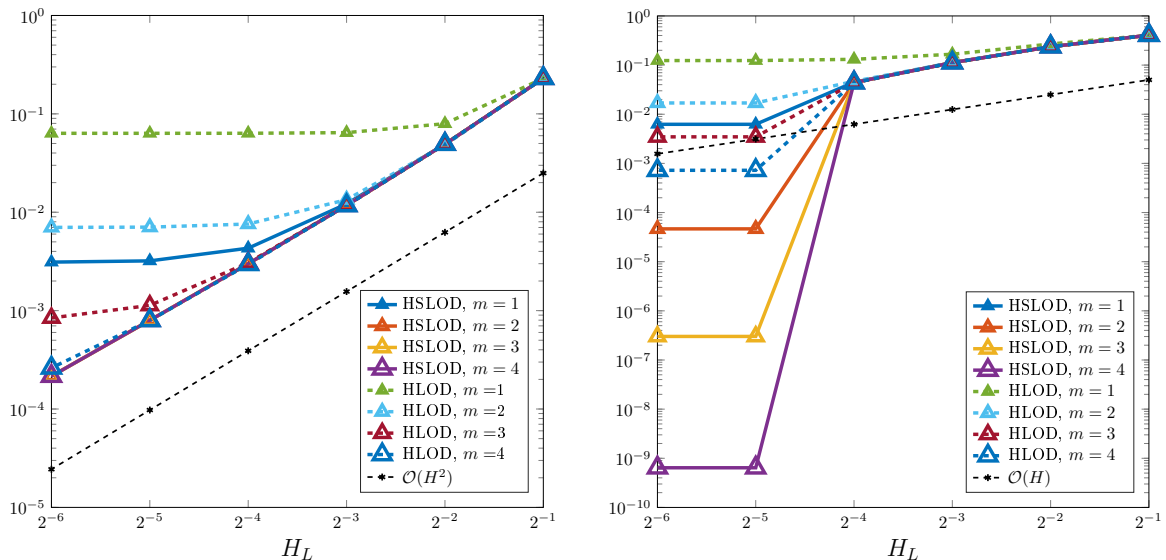 10^0
10^-1
10^-2
10^-3
10^-4
10^-5
2^-6 2^-5 2^-4 2^-3 2^-2 2^-1
H_L
HSLOD, m = 1
HSLOD, m = 2
HSLOD, m = 3
HSLOD, m = 4
HLOD, m =1
HLOD, m =2
HLOD, m =3
HLOD, m =4
O(H^2)
10^0
10^-1
10^-2
10^-3
10^-4
10^-5
10^-6
10^-7
10^-8
10^-9
10^-10
2^-6 2^-5 2^-4 2^-3 2^-2 2^-1
H_L
HSLOD, m = 1
HSLOD, m = 2
HSLOD, m = 3
HSLOD, m = 4
HLOD, m = 1
HLOD, m = 2
HLOD, m = 3
HLOD, m = 4
O(H)